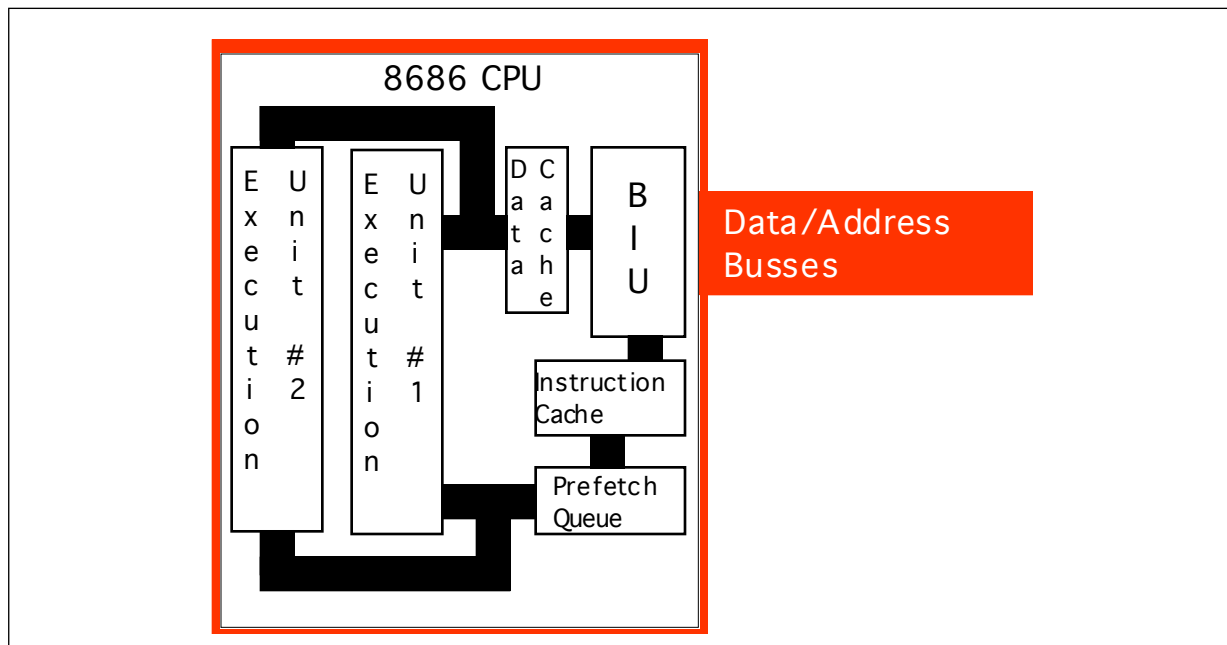 8686 CPU
Execution
Unit #2
Execution
Unit #1
Data
Cache
BIU
Data/Address
Busses
Instruction
Cache
Prefetch
Queue